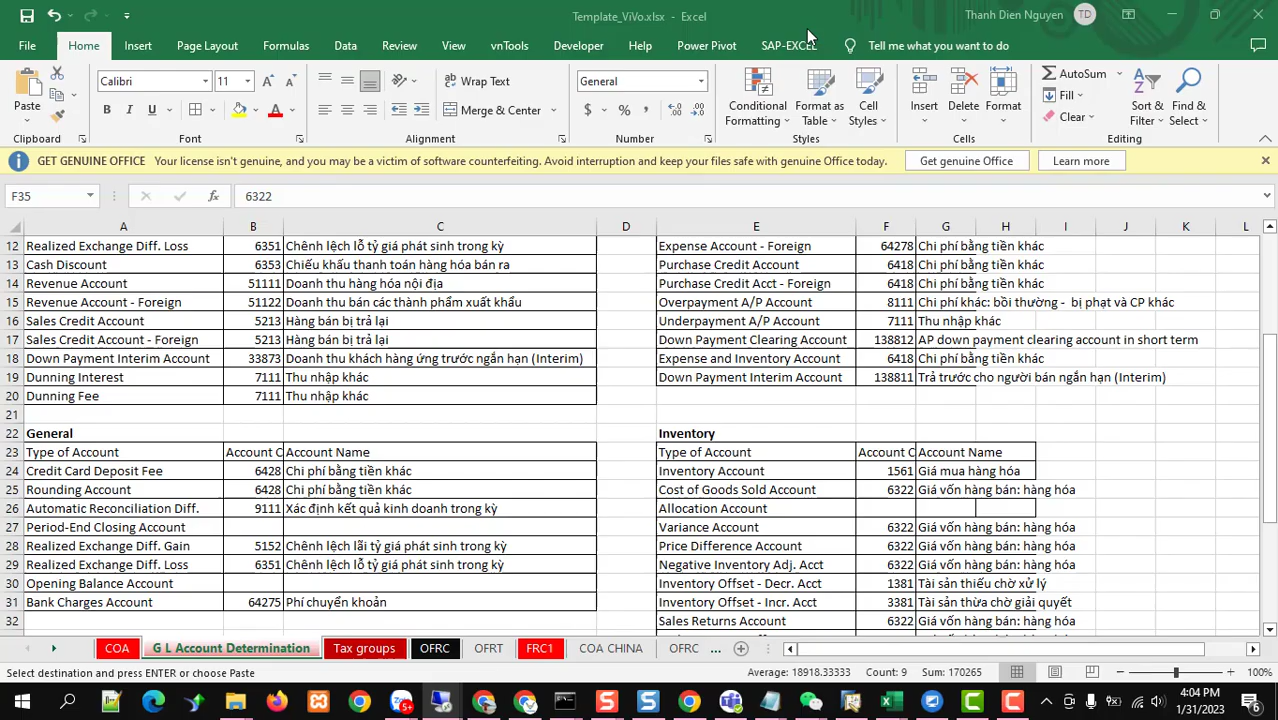 Template_ViVo.xlsx - Excel
Thanh Dien Nguyen TD
File Home Insert Page Layout Formulas Data Review View vnTools Developer Help Power Pivot SAP-EXCEL Tell me what you want to do
Paste
Calibri 11
B I U
Wrap Text
Merge & Center
General
$ % ,
Conditional Formatting
Format as Table
Cell Styles
Insert Delete Format
AutoSum
Fill
Clear
Sort & Filter
Find & Select
Clipboard Font Alignment Number Styles Cells Editing
GET GENUINE OFFICE Your license isn't genuine, and you may be a victim of software counterfeiting. Avoid interruption and keep your files safe with genuine Office today. Get genuine Office Learn more
F35 fx 6322
A B C D E F G H I J K L
12 Realized Exchange Diff. Loss 6351 Chênh lệch lỗ tỷ giá phát sinh trong kỳ Expense Account - Foreign 64278 Chi phí bằng tiền khác
13 Cash Discount 6353 Chiếu khấu thanh toán hàng hóa bán ra Purchase Credit Account 6418 Chi phí bằng tiền khác
14 Revenue Account 51111 Doanh thu hàng hóa nội địa Purchase Credit Acct - Foreign 6418 Chi phí bằng tiền khác
15 Revenue Account - Foreign 51122 Doanh thu bán các thành phẩm xuất khẩu Overpayment A/P Account 8111 Chi phí khác: bồi thường - bị phạt và CP khác
16 Sales Credit Account 5213 Hàng bán bị trả lại Underpayment A/P Account 7111 Thu nhập khác
17 Sales Credit Account - Foreign 5213 Hàng bán bị trả lại Down Payment Clearing Account 138812 AP down payment clearing account in short term
18 Down Payment Interim Account 33873 Doanh thu khách hàng ứng trước ngắn hạn (Interim) Expense and Inventory Account 6418 Chi phí bằng tiền khác
19 Dunning Interest 7111 Thu nhập khác Down Payment Interim Account 138811 Trả trước cho người bán ngắn hạn (Interim)
20 Dunning Fee 7111 Thu nhập khác
21
22 General Inventory
23 Type of Account Account C Account Name Type of Account Account C Account Name
24 Credit Card Deposit Fee 6428 Chi phí bằng tiền khác Inventory Account 1561 Giá mua hàng hóa
25 Rounding Account 6428 Chi phí bằng tiền khác Cost of Goods Sold Account 6322 Giá vốn hàng bán: hàng hóa
26 Automatic Reconciliation Diff. 9111 Xác định kết quả kinh doanh trong kỳ Allocation Account
27 Period-End Closing Account Variance Account 6322 Giá vốn hàng bán: hàng hóa
28 Realized Exchange Diff. Gain 5152 Chênh lệch lãi tỷ giá phát sinh trong kỳ Price Difference Account 6322 Giá vốn hàng bán: hàng hóa
29 Realized Exchange Diff. Loss 6351 Chênh lệch lỗ tỷ giá phát sinh trong kỳ Negative Inventory Adj. Acct 6322 Giá vốn hàng bán: hàng hóa
30 Opening Balance Account Inventory Offset - Decr. Acct 1381 Tài sản thiếu chờ xử lý
31 Bank Charges Account 64275 Phí chuyển khoản Inventory Offset - Incr. Acct 3381 Tài sản thừa chờ giải quyết
32 Sales Returns Account 6322 Giá vốn hàng bán: hàng hóa
COA G L Account Determination Tax groups OFRC OFRT FRC1 COA CHINA OFRC ...
Select destination and press ENTER or choose Paste Average: 18918.33333 Count: 9 Sum: 170265 100%
5+
4:04 PM
1/31/2023
6